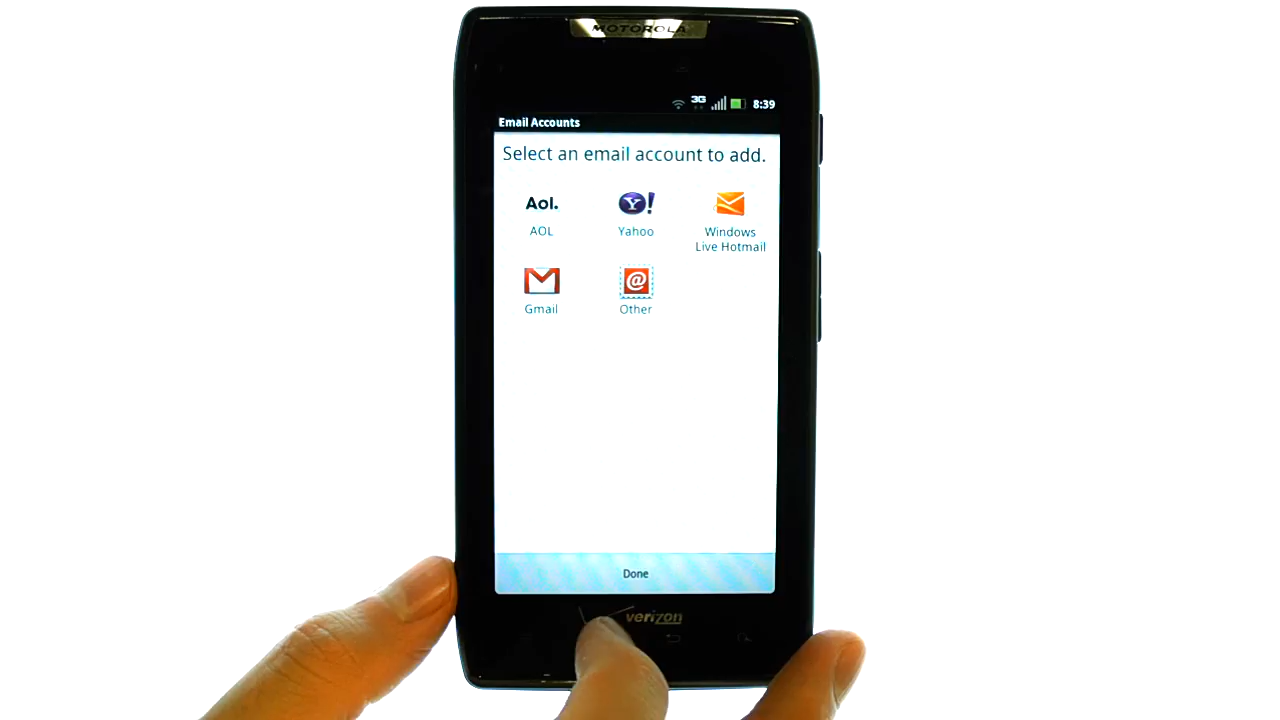 MOTOROLA
3G 8:39
Email Accounts
Select an email account to add.
Aol. Y!
AOL Yahoo Windows
Live Hotmail
@
Gmail Other
Done
verizon